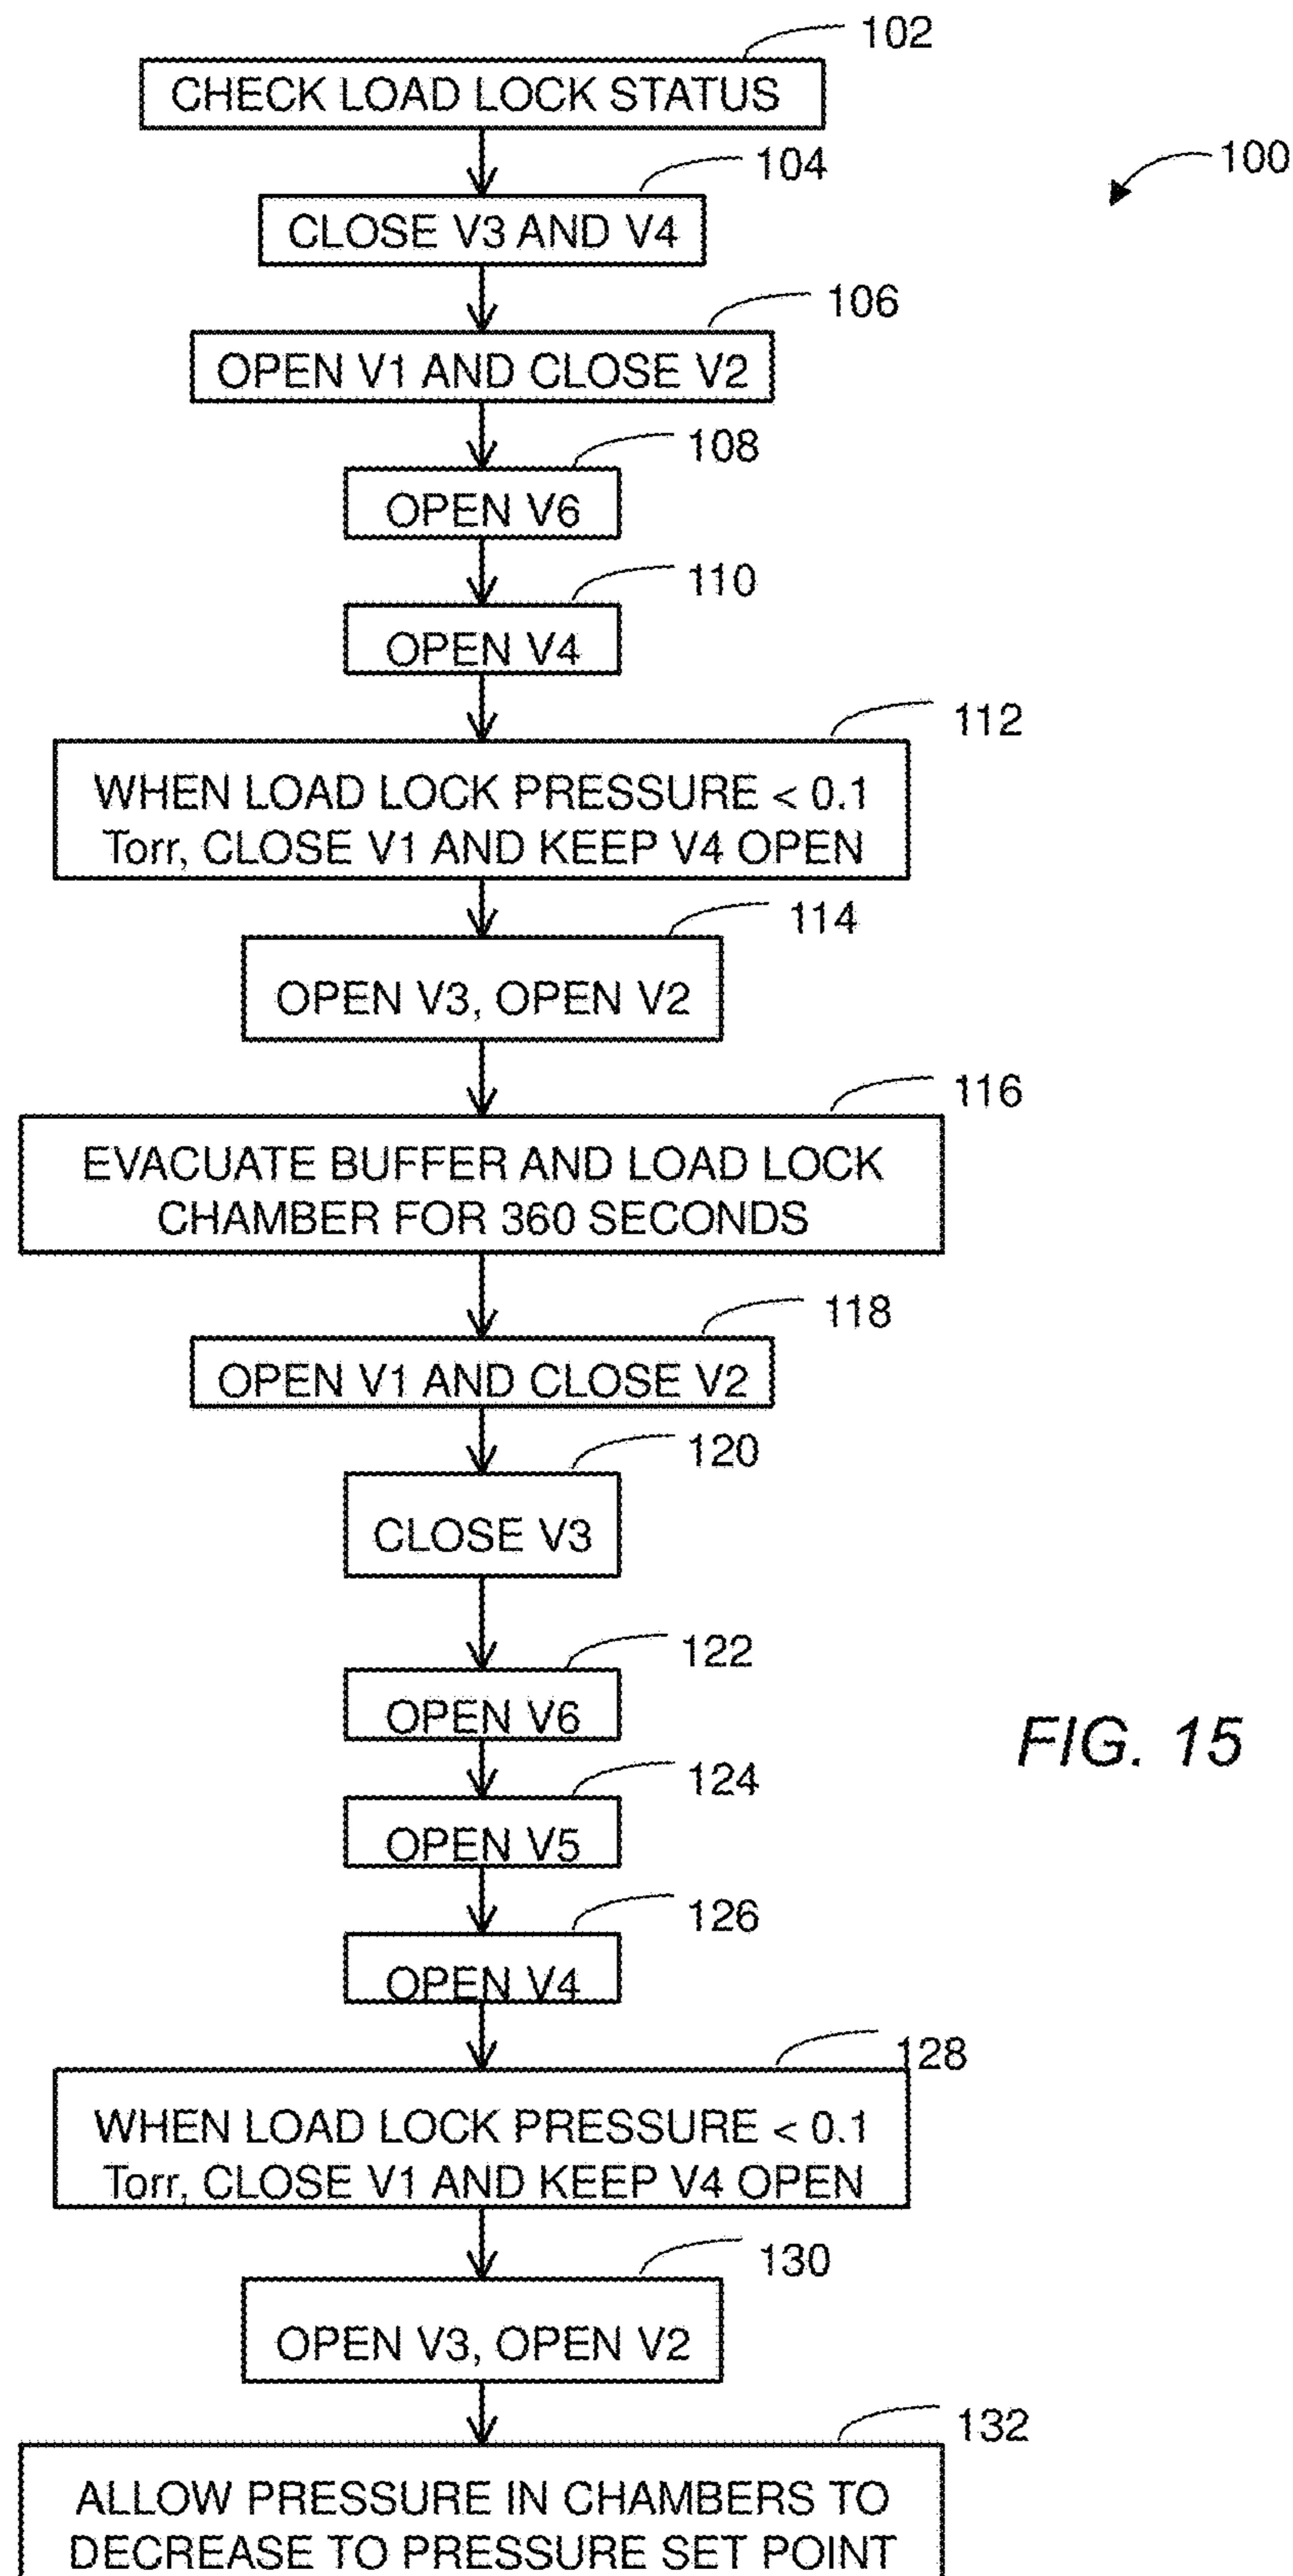 102
CHECK LOAD LOCK STATUS
100
104
CLOSE V3 AND V4
106
OPEN V1 AND CLOSE V2
108
OPEN V6
110
OPEN V4
112
WHEN LOAD LOCK PRESSURE < 0.1
Torr, CLOSE V1 AND KEEP V4 OPEN
114
OPEN V3, OPEN V2
116
EVACUATE BUFFER AND LOAD LOCK
CHAMBER FOR 360 SECONDS
118
OPEN V1 AND CLOSE V2
120
CLOSE V3
122
OPEN V6
FIG. 15
124
OPEN V5
126
OPEN V4
128
WHEN LOAD LOCK PRESSURE < 0.1
Torr, CLOSE V1 AND KEEP V4 OPEN
130
OPEN V3, OPEN V2
132
ALLOW PRESSURE IN CHAMBERS TO
DECREASE TO PRESSURE SET POINT